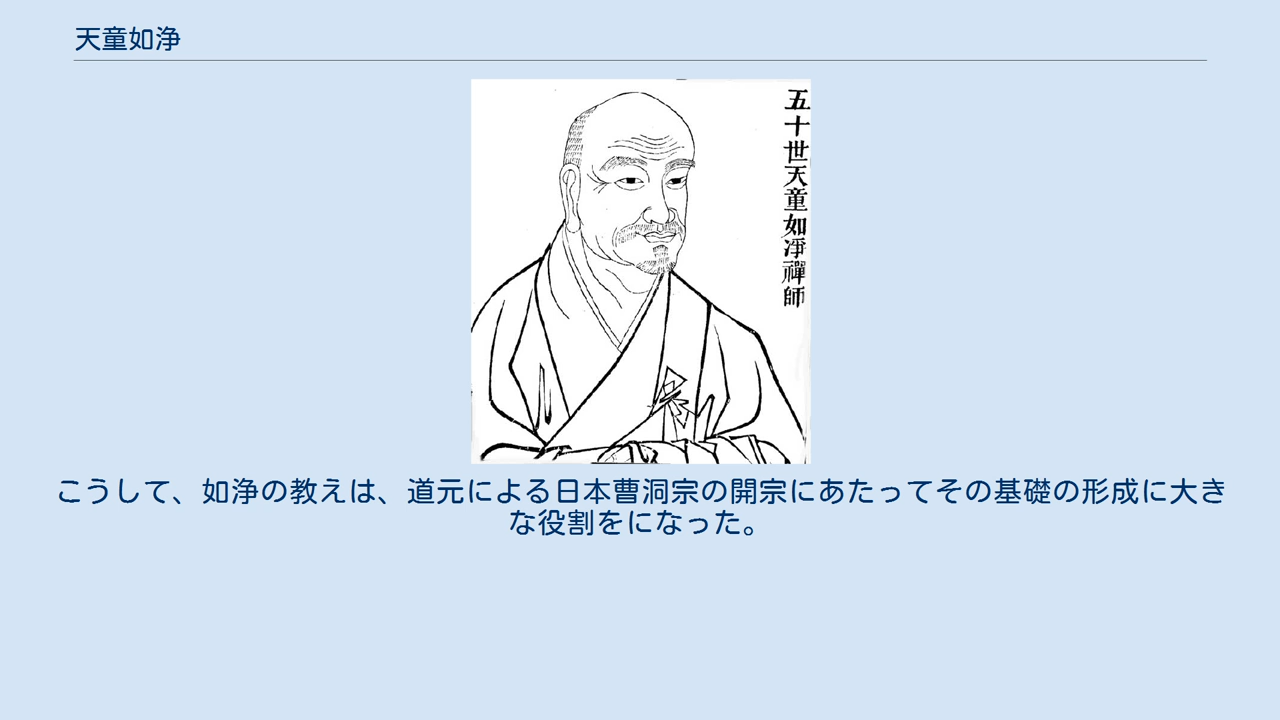 天童如浄
五十世天童如淨禪師
こうして、如浄の教えは、道元による日本曹洞宗の開宗にあたってその基礎の形成に大き
な役割をになった。